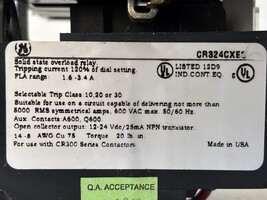 CR324CXE
Solid state overload relay.
Tripping current 120% of dial setting.
FLA range: 1.6 -3.4 A
LISTED 12D9
IND.CONT.EQ.
Selectable Trip Class: 10,20 or 30
Suitable for use on a circuit capable of delivering not more than
5000 RMS symmetrical amps, 600 VAC max. 50/60 Hz.
Aux. Contacts A600, Q600
Open collector output: 12-24 Vdc/25mA NPN transistor
14 -8 AWG Cu 75 Torque 20 lb in.
For use with CR300 Series Contactors
Made in USA
Q.A. ACCEPTANCE